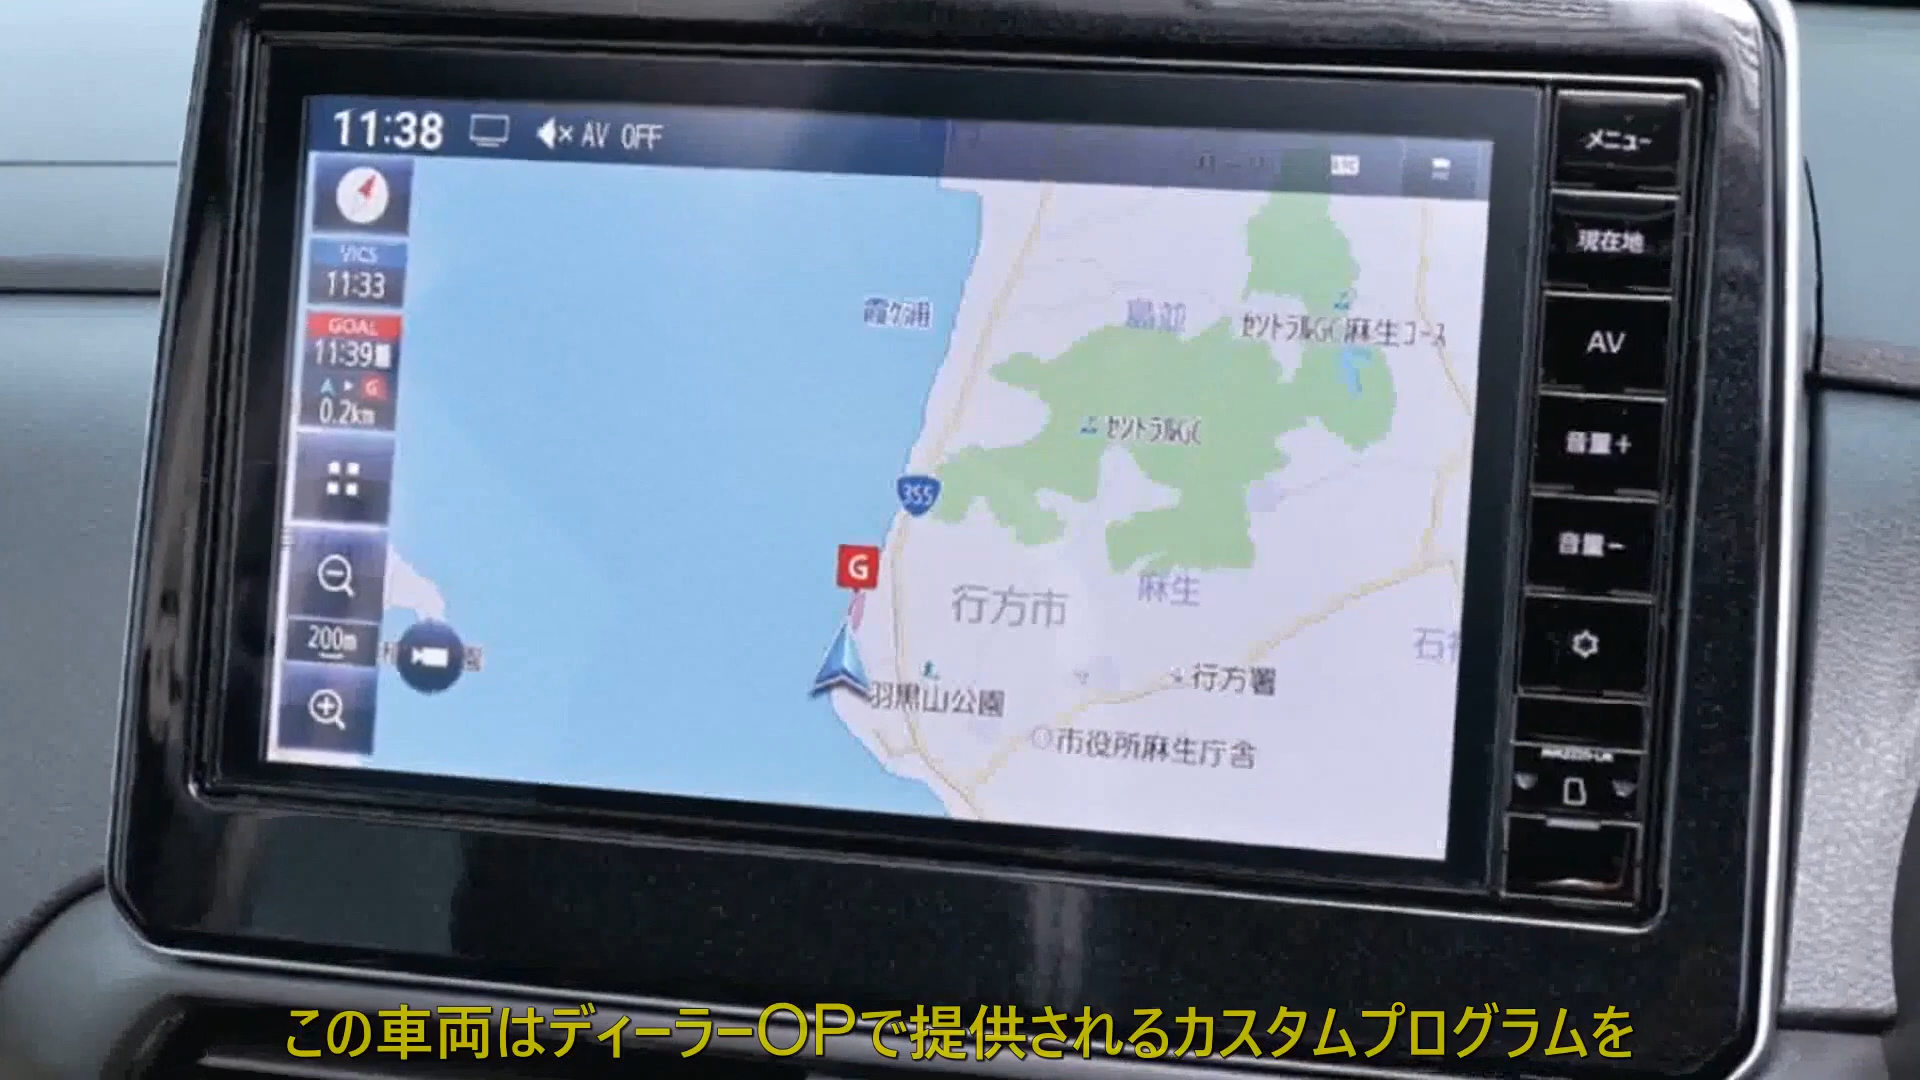 11:38 AV OFF
VICS
11:33
GOAL
11:39
A G
0.2km
200m
霞ヶ浦
島並
セントラルGC麻生コース
セントラルGC
355
G
行方市
麻生
羽黒山公園
行方署
市役所麻生庁舎
メニュー
現在地
AV
音量+
音量−
この車両はディーラーOPで提供されるカスタムプログラムを